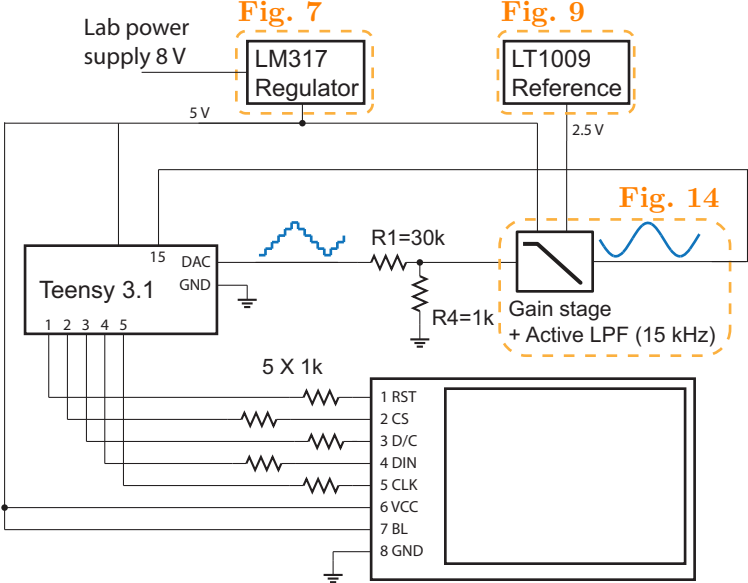 Fig. 7
Fig. 9
Lab power
supply 8 V
LM317
Regulator
LT1009
Reference
5 V
2.5 V
Fig. 14
15
DAC
GND
Teensy 3.1
1 2 3 4 5
R1=30k
R4=1k
Gain stage
+ Active LPF (15 kHz)
5 X 1k
1 RST
2 CS
3 D/C
4 DIN
5 CLK
6 VCC
7 BL
8 GND